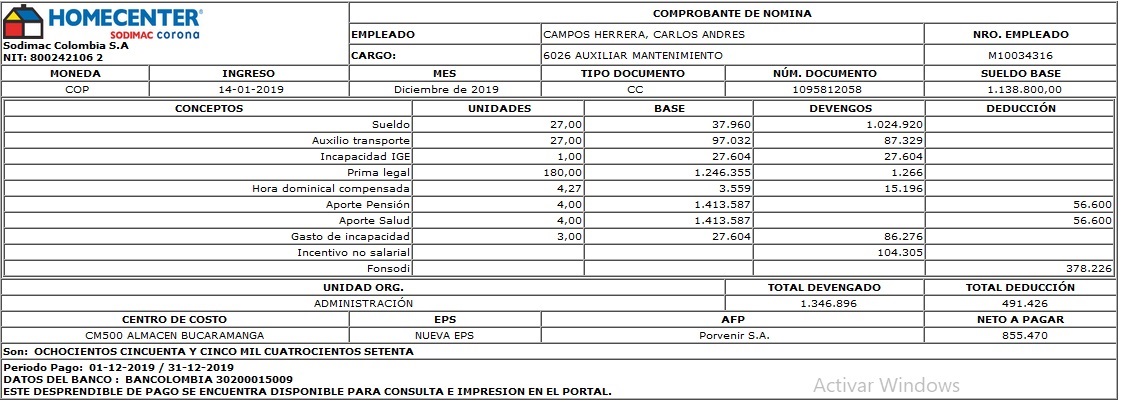 HOMECENTER
SODIMAC corona
Sodimac Colombia S.A
NIT: 800242106 2
COMPROBANTE DE NOMINA
EMPLEADO CAMPOS HERRERA, CARLOS ANDRES NRO. EMPLEADO
CARGO: 6026 AUXILIAR MANTENIMIENTO M10034316
MONEDA INGRESO MES TIPO DOCUMENTO NÚM. DOCUMENTO SUELDO BASE
COP 14-01-2019 Diciembre de 2019 CC 1095812058 1.138.800,00
CONCEPTOS UNIDADES BASE DEVENGOS DEDUCCIÓN
Sueldo 27,00 37.960 1.024.920
Auxilio transporte 27,00 97.032 87.329
Incapacidad IGE 1,00 27.604 27.604
Prima legal 180,00 1.246.355 1.266
Hora dominical compensada 4,27 3.559 15.196
Aporte Pensión 4,00 1.413.587 56.600
Aporte Salud 4,00 1.413.587 56.600
Gasto de incapacidad 3,00 27.604 86.276
Incentivo no salarial 104.305
Fonsodi 378.226
UNIDAD ORG. TOTAL DEVENGADO TOTAL DEDUCCIÓN
ADMINISTRACIÓN 1.346.896 491.426
CENTRO DE COSTO EPS AFP NETO A PAGAR
CM500 ALMACEN BUCARAMANGA NUEVA EPS Porvenir S.A. 855.470
Son: OCHOCIENTOS CINCUENTA Y CINCO MIL CUATROCIENTOS SETENTA
Periodo Pago: 01-12-2019 / 31-12-2019
DATOS DEL BANCO : BANCOLOMBIA 30200015009
ESTE DESPRENDIBLE DE PAGO SE ENCUENTRA DISPONIBLE PARA CONSULTA E IMPRESION EN EL PORTAL.
Activar Windows